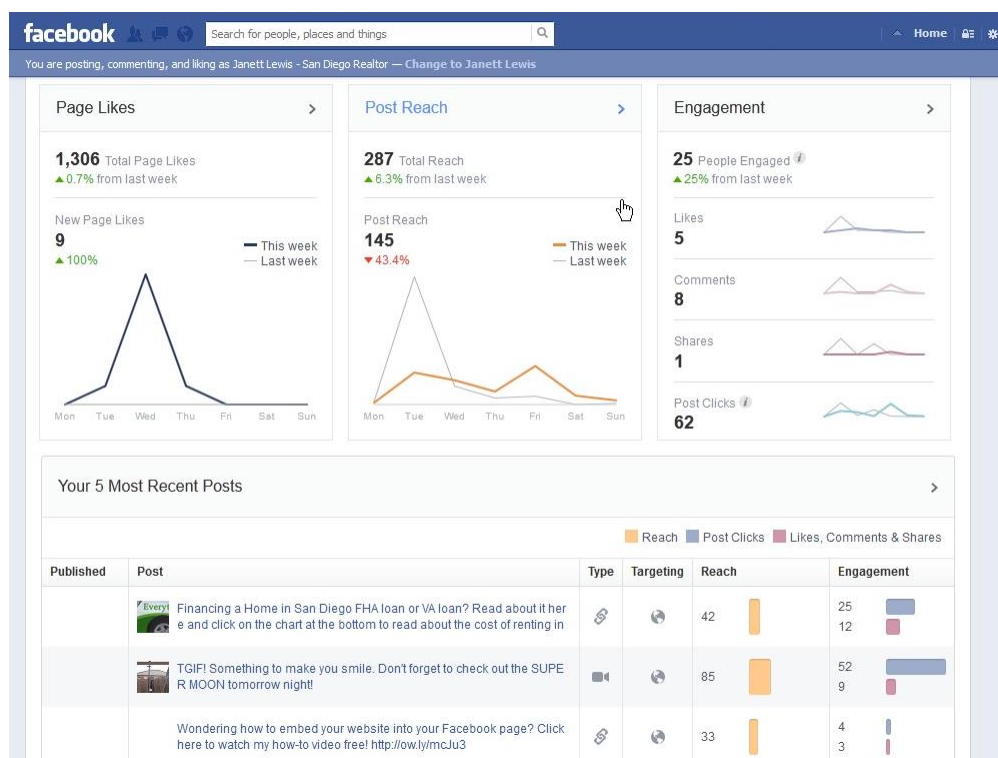 facebook Search for people, places and things Home
You are posting, commenting, and liking as Janett Lewis - San Diego Realtor — Change to Janett Lewis
Page Likes
1,306 Total Page Likes
0.7% from last week
New Page Likes
9
100%
This week
Last week
Mon Tue Wed Thu Fri Sat Sun
Post Reach
287 Total Reach
6.3% from last week
Post Reach
145
43.4%
This week
Last week
Mon Tue Wed Thu Fri Sat Sun
Engagement
25 People Engaged i
25% from last week
Likes
5
Comments
8
Shares
1
Post Clicks i
62
Your 5 Most Recent Posts
Reach Post Clicks Likes, Comments & Shares
Published Post Type Targeting Reach Engagement
Everyt
Financing a Home in San Diego FHA loan or VA loan? Read about it her
e and click on the chart at the bottom to read about the cost of renting in
42
25
12
TGIF! Something to make you smile. Don't forget to check out the SUPE
R MOON tomorrow night!
85
52
9
Wondering how to embed your website into your Facebook page? Click
here to watch my how-to video free! http://ow.ly/mcJu3
33
4
3